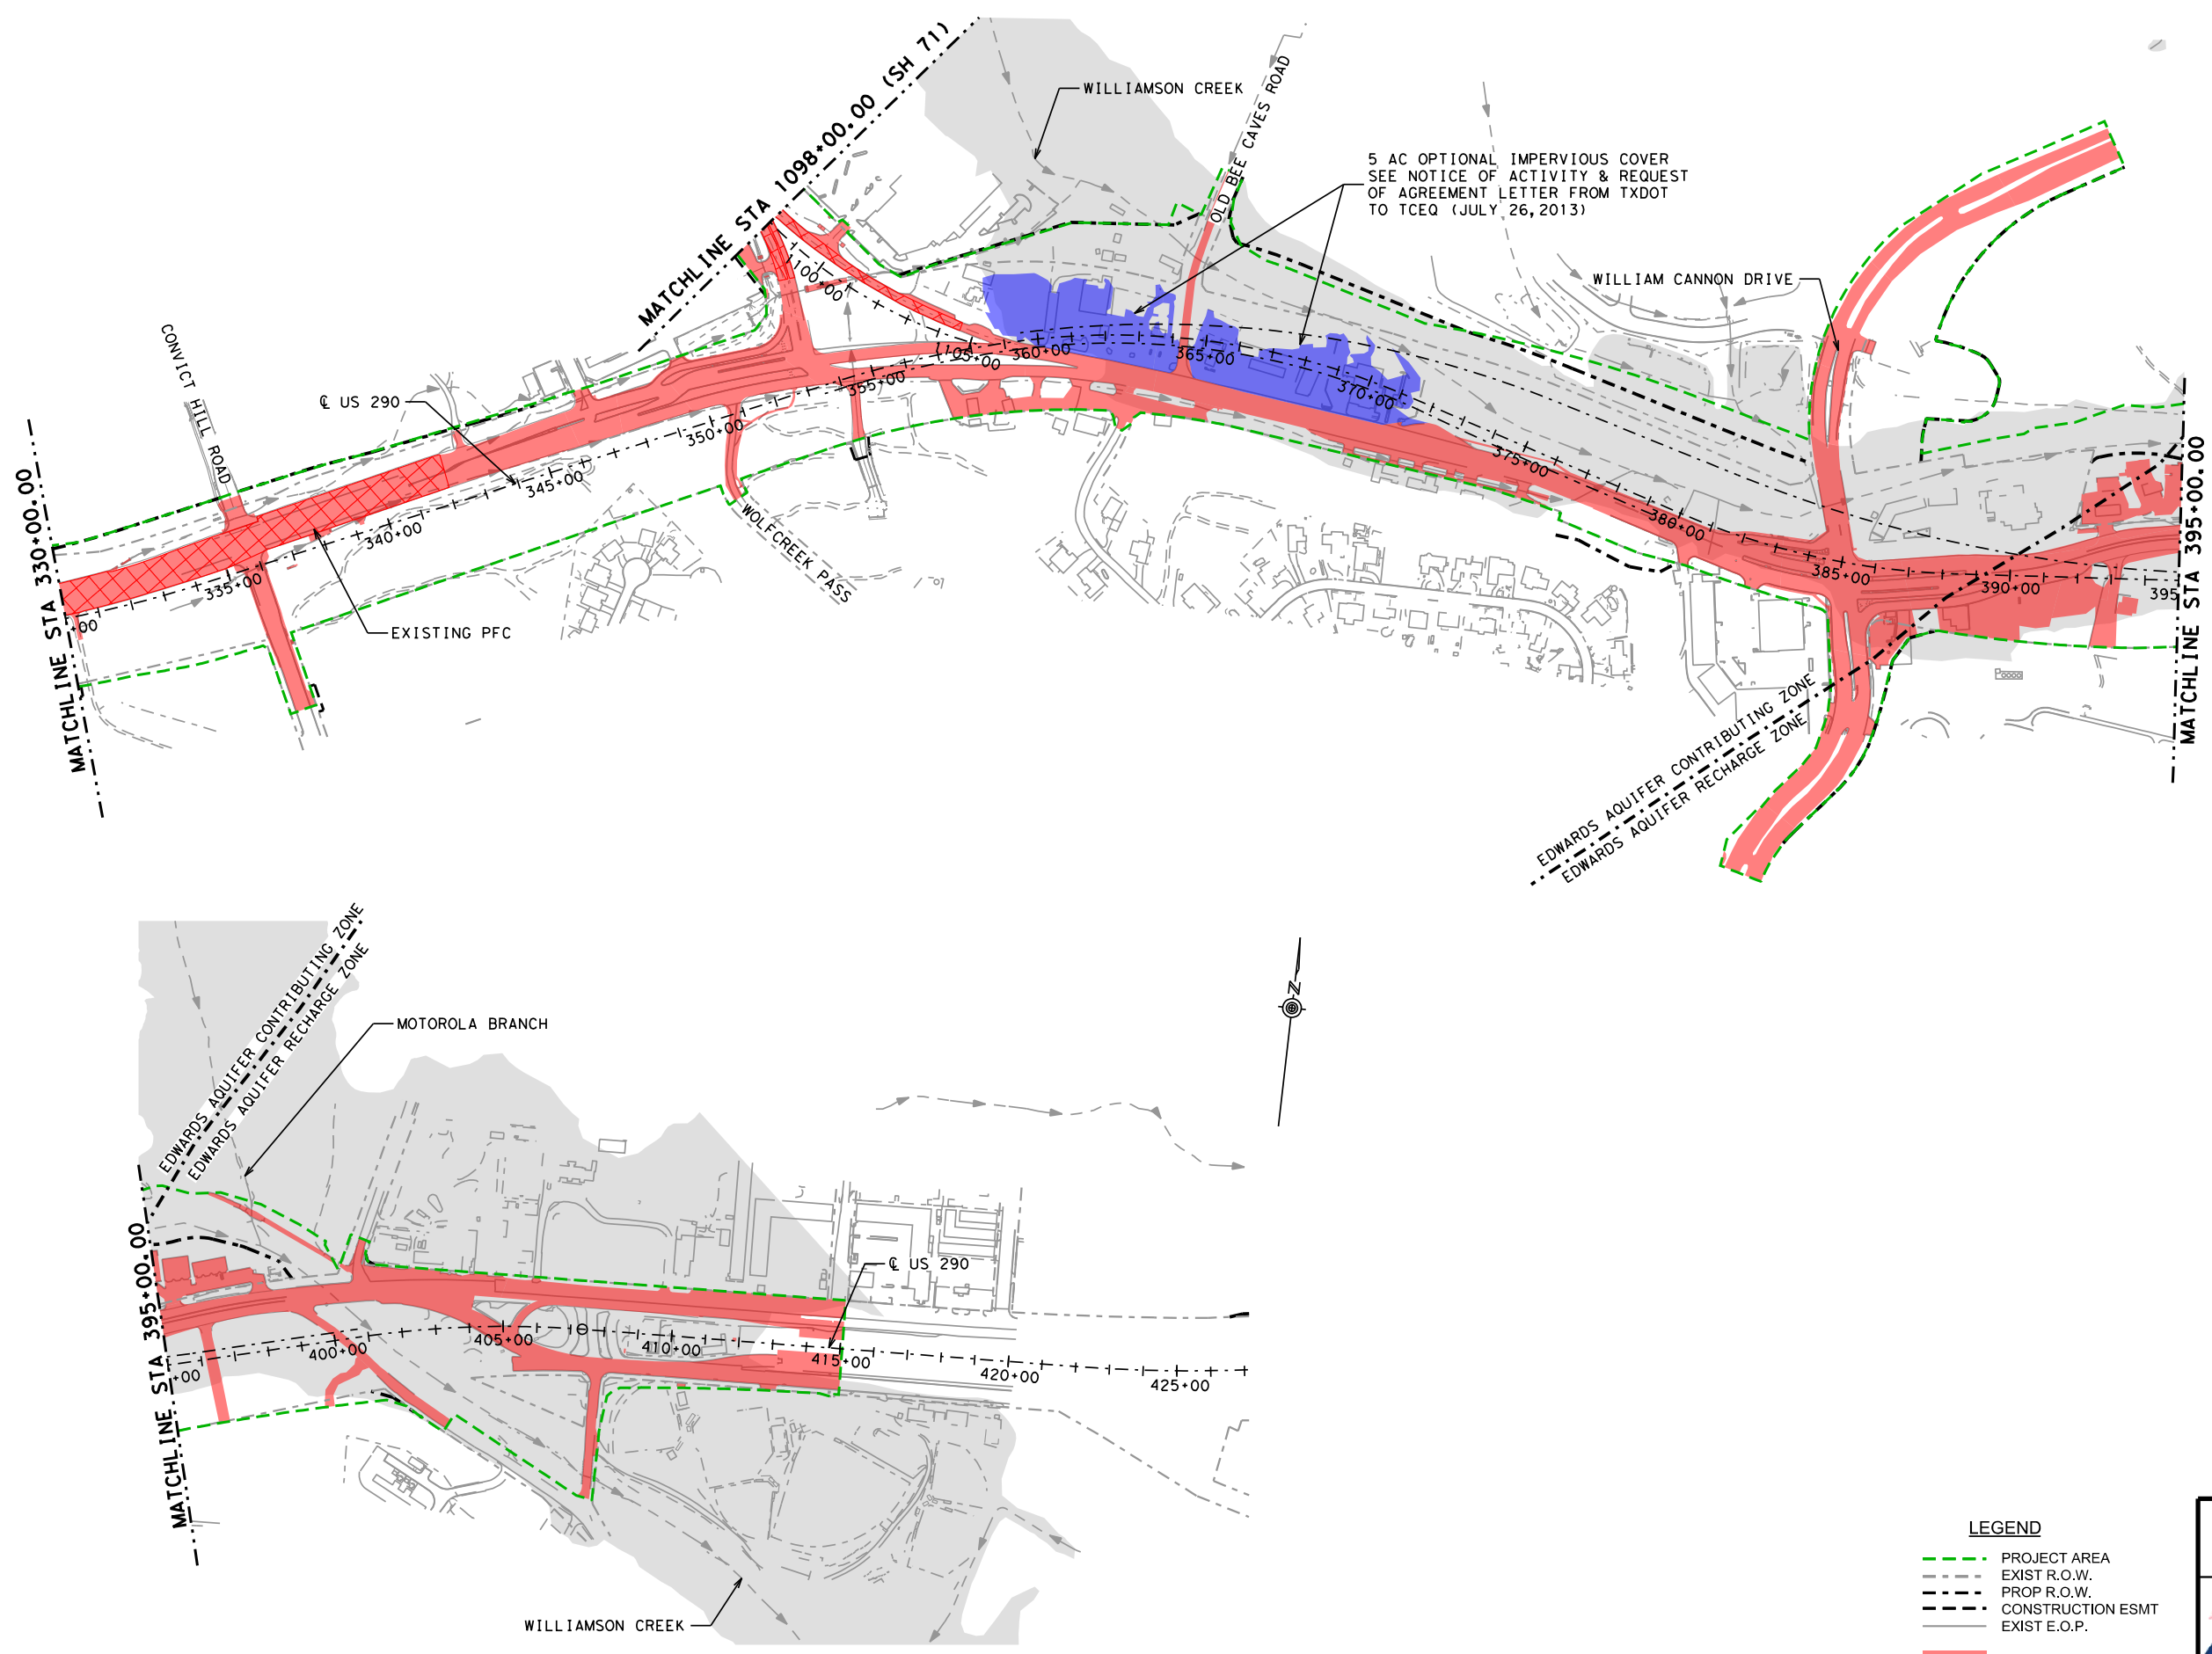 MATCHLINE STA 1098+00.00 (SH 71)
WILLIAMSON CREEK
OLD BEE CAVES ROAD
5 AC OPTIONAL IMPERVIOUS COVER
SEE NOTICE OF ACTIVITY & REQUEST
OF AGREEMENT LETTER FROM TXDOT
TO TCEQ (JULY 26,2013)
WILLIAM CANNON DRIVE
CONVICT HILL ROAD
℄ US 290
1100+00
1105+00
360+00
365+00
370+00
355+00
350+00
345+00
340+00
335+00
+00
375+00
380+00
385+00
390+00
395
WOLFCREEK PASS
EXISTING PFC
MATCHLINE STA 330+00.00
MATCHLINE STA 395+00.00
EDWARDS AQUIFER CONTRIBUTING ZONE
EDWARDS AQUIFER RECHARGE ZONE
EDWARDS AQUIFER CONTRIBUTING ZONE
EDWARDS AQUIFER RECHARGE ZONE
MOTOROLA BRANCH
N
MATCHLINE STA 395+00.00
℄ US 290
+00
400+00
405+00
410+00
415+00
420+00
425+00
WILLIAMSON CREEK
LEGEND
PROJECT AREA
EXIST R.O.W.
PROP R.O.W.
CONSTRUCTION ESMT
EXIST E.O.P.